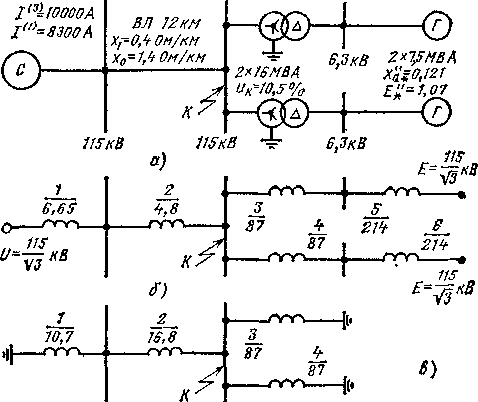 I⁽³⁾=10000А
I⁽¹⁾=8300А
ВЛ 12км
X₁=0,4 Ом/км
X₀=1,4 Ом/км
С
К
2×16МВА
Uк=10,5%
6,3кВ
2×7,5МВА
X″d*=0,121
E″*=1,07
Г
Г
115кВ
115кВ
6,3кВ
а)
1
6,65
2
4,8
3
87
4
87
5
214
6
214
E=115/√3 кВ
U=115/√3 кВ
К
E=115/√3 кВ
б)
1
10,7
2
16,8
3
87
4
87
К
в)